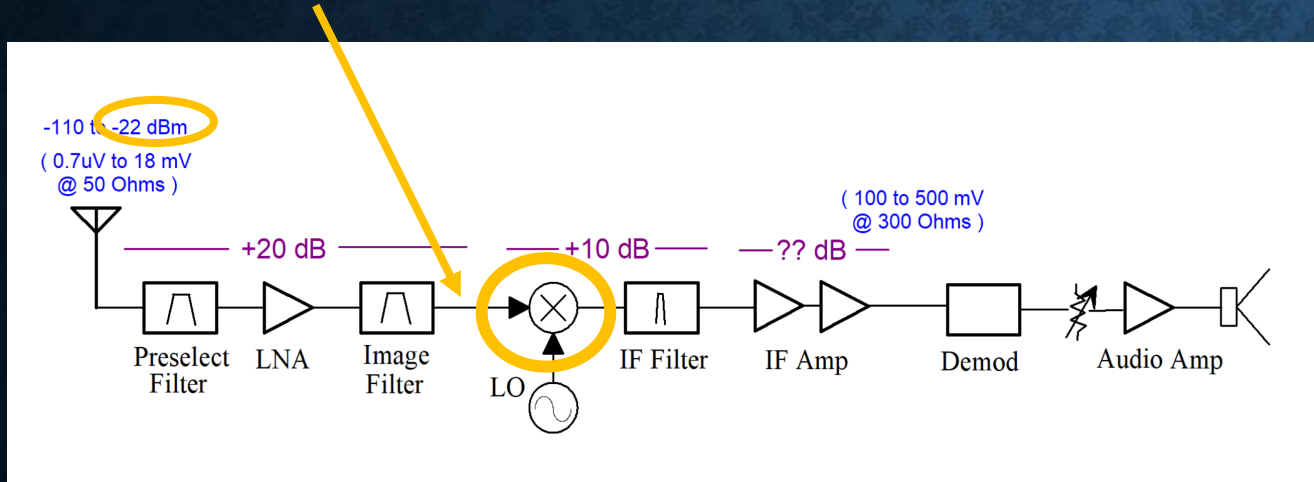 -110 to -22 dBm
( 0.7uV to 18 mV
@ 50 Ohms )
( 100 to 500 mV
@ 300 Ohms )
+20 dB
+10 dB
?? dB
Preselect
Filter
LNA
Image
Filter
LO
IF Filter
IF Amp
Demod
Audio Amp